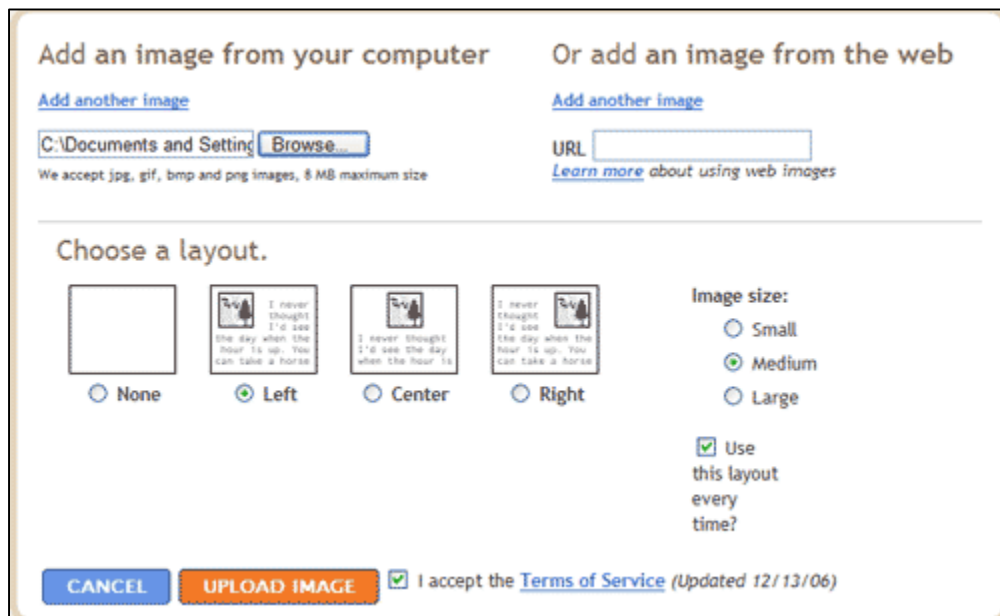 Add an image from your computer
Or add an image from the web
Add another image
Add another image
C:\Documents and Setting
Browse...
URL
We accept jpg, gif, bmp and png images, 8 MB maximum size
Learn more about using web images
Choose a layout.
I never
thought
I'd see
the day when the
hour is up. You
can take a horse
I never thought
I'd see the day
when the hour is
I never
thought
I'd see
the day when the
hour is up. You
can take a horse
None
Left
Center
Right
Image size:
Small
Medium
Large
Use
this layout
every
time?
CANCEL
UPLOAD IMAGE
I accept the Terms of Service (Updated 12/13/06)